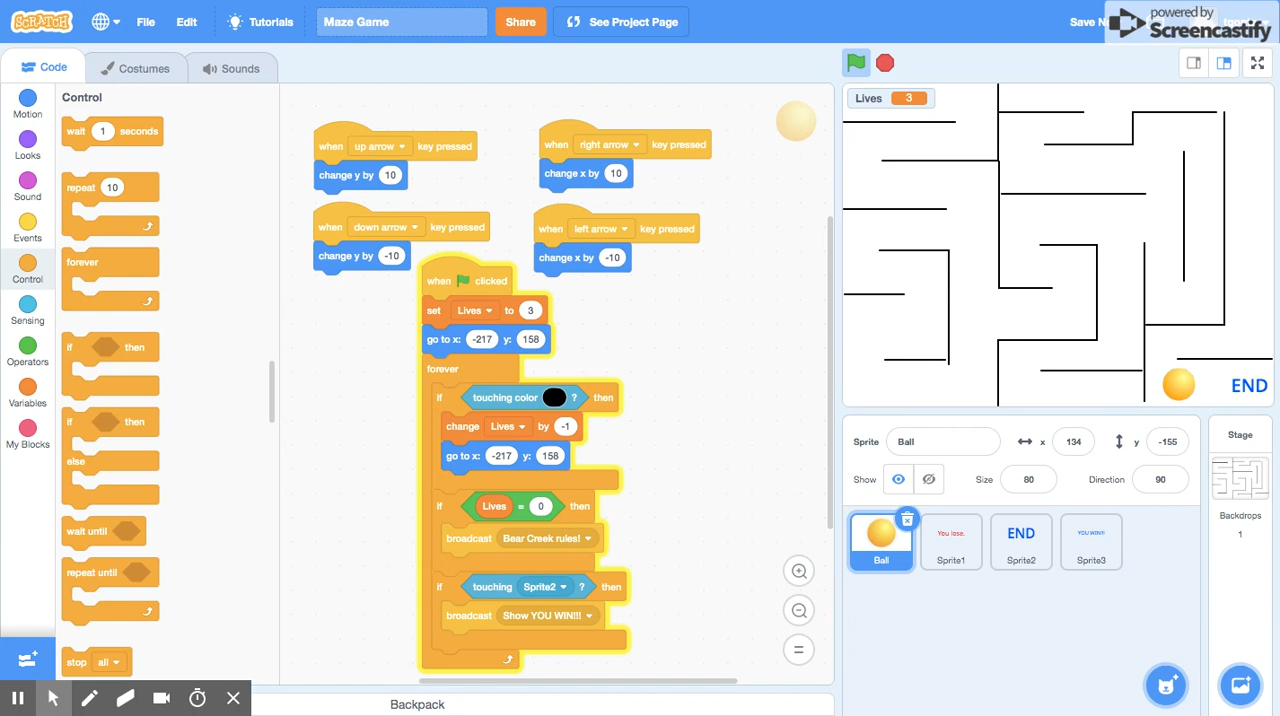 SCRATCH
File
Edit
Tutorials
Maze Game
Share
See Project Page
Save N
powered by
Screencastify
Code
Costumes
Sounds
Motion
Looks
Sound
Events
Control
Sensing
Operators
Variables
My Blocks
Control
wait 1 seconds
repeat 10
forever
if then
if then
else
wait until
repeat until
stop all
when up arrow key pressed
change y by 10
when right arrow key pressed
change x by 10
when down arrow key pressed
change y by -10
when left arrow key pressed
change x by -10
when clicked
set Lives to 3
go to x: -217 y: 158
forever
if touching color ? then
change Lives by -1
go to x: -217 y: 158
if Lives = 0 then
broadcast Bear Creek rules!
if touching Sprite2 ? then
broadcast Show YOU WIN!!!
Backpack
Lives 3
END
Sprite Ball x 134 y -155
Show Size 80 Direction 90
Ball
You lose.
Sprite1
END
Sprite2
YOU WIN!!!
Sprite3
Stage
Backdrops
1